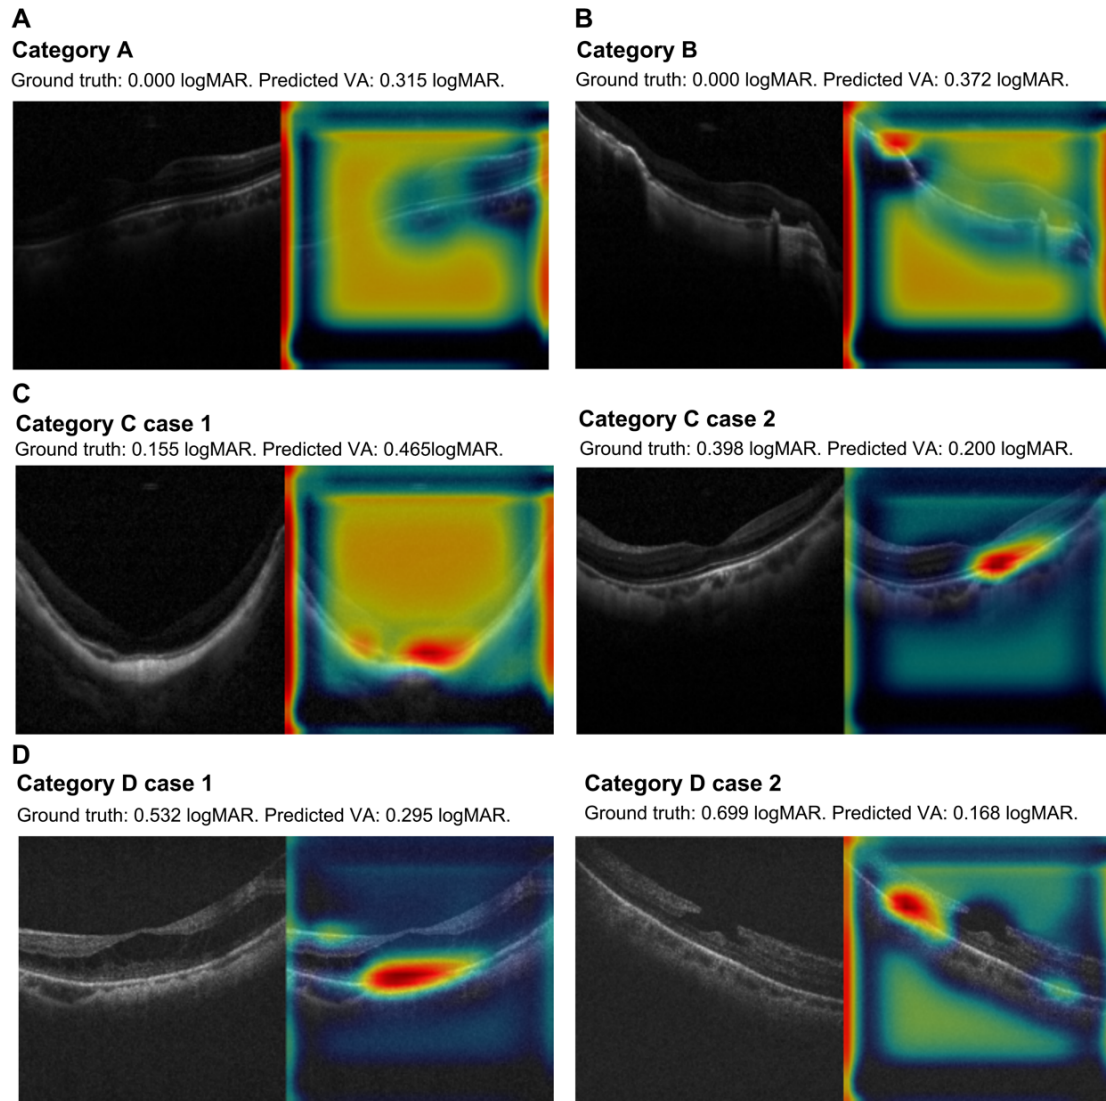 A
Category A
Ground truth: 0.000 logMAR. Predicted VA: 0.315 logMAR.
B
Category B
Ground truth: 0.000 logMAR. Predicted VA: 0.372 logMAR.
C
Category C case 1
Ground truth: 0.155 logMAR. Predicted VA: 0.465logMAR.
Category C case 2
Ground truth: 0.398 logMAR. Predicted VA: 0.200 logMAR.
D
Category D case 1
Ground truth: 0.532 logMAR. Predicted VA: 0.295 logMAR.
Category D case 2
Ground truth: 0.699 logMAR. Predicted VA: 0.168 logMAR.